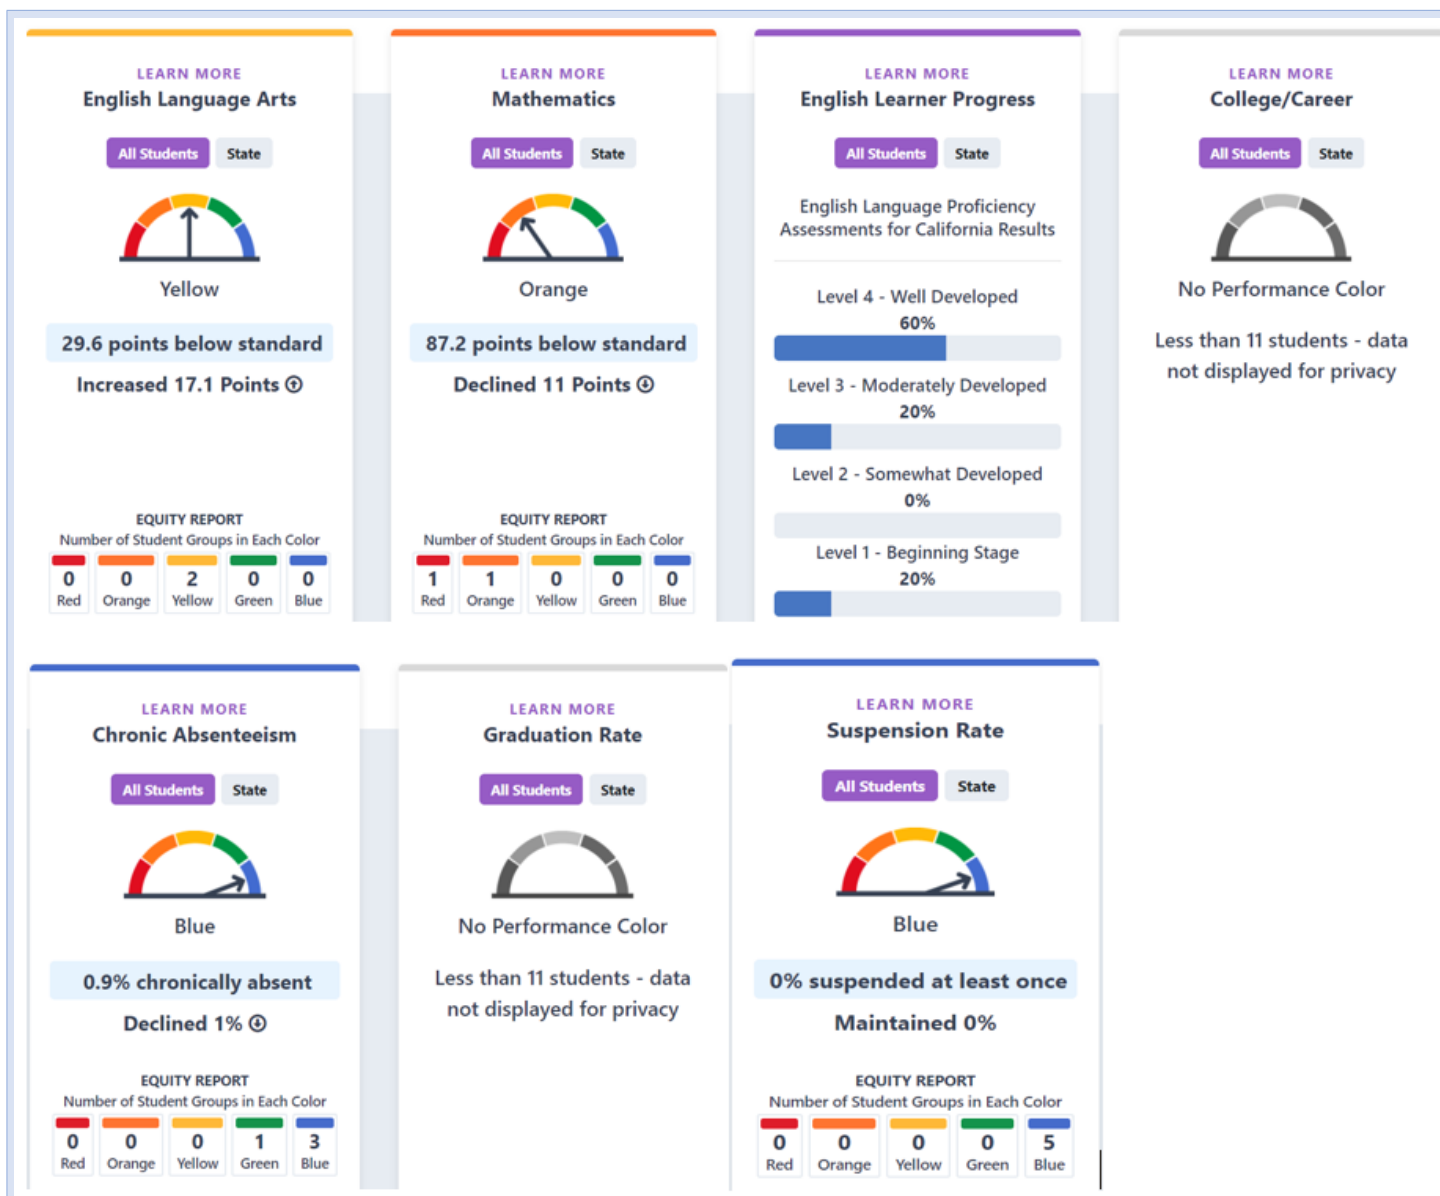 LEARN MORE
English Language Arts
All Students State
Yellow
29.6 points below standard
Increased 17.1 Points
EQUITY REPORT
Number of Student Groups in Each Color
0 0 2 0 0
Red Orange Yellow Green Blue
LEARN MORE
Mathematics
All Students State
Orange
87.2 points below standard
Declined 11 Points
EQUITY REPORT
Number of Student Groups in Each Color
1 1 0 0 0
Red Orange Yellow Green Blue
LEARN MORE
English Learner Progress
All Students State
English Language Proficiency
Assessments for California Results
Level 4 - Well Developed
60%
Level 3 - Moderately Developed
20%
Level 2 - Somewhat Developed
0%
Level 1 - Beginning Stage
20%
LEARN MORE
College/Career
All Students State
No Performance Color
Less than 11 students - data
not displayed for privacy
LEARN MORE
Chronic Absenteeism
All Students State
Blue
0.9% chronically absent
Declined 1%
EQUITY REPORT
Number of Student Groups in Each Color
0 0 0 1 3
Red Orange Yellow Green Blue
LEARN MORE
Graduation Rate
All Students State
No Performance Color
Less than 11 students - data
not displayed for privacy
LEARN MORE
Suspension Rate
All Students State
Blue
0% suspended at least once
Maintained 0%
EQUITY REPORT
Number of Student Groups in Each Color
0 0 0 0 5
Red Orange Yellow Green Blue